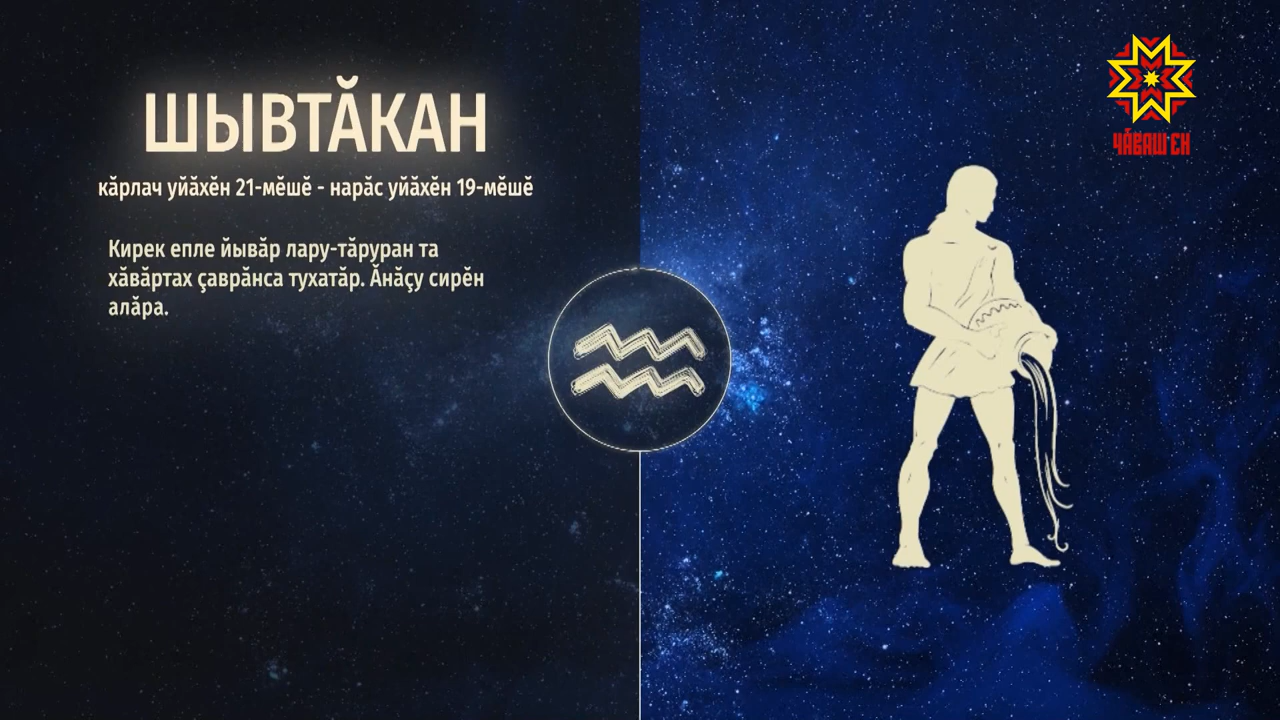 ШЫВТӐКАН
кӑрлач уйӑхӗн 21-мӗшӗ - нарӑс уйӑхӗн 19-мӗшӗ
Кирек епле йывӑр лару-тӑруран та
хӑвӑртах ҫаврӑнса тухатӑр. Ӑнӑҫу сирӗн
алӑра.
ЧӐВАШ ЕН